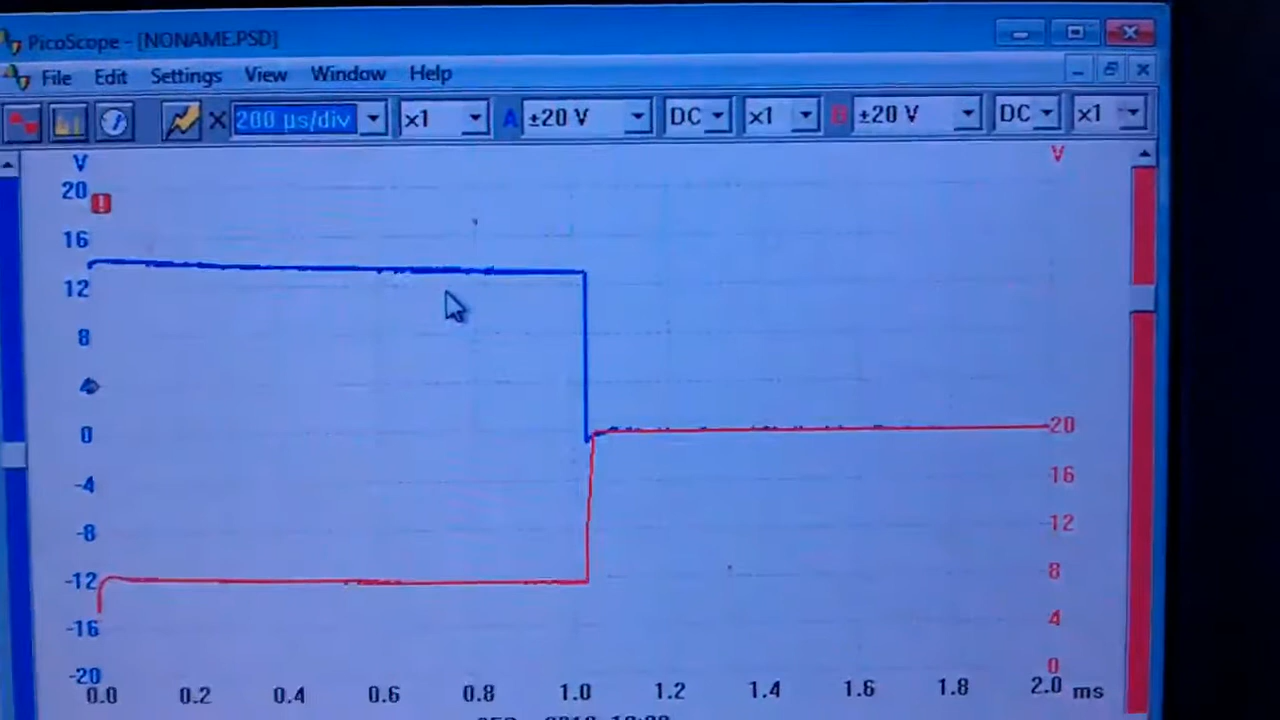 PicoScope - [NONAME.PSD]
File Edit Settings View Window Help
200 µs/div x1 A ±20 V DC x1 B ±20 V DC x1
V V
20
16
12
8
4
0 20
-4 16
-8 12
-12 8
-16 4
-20 0
0.0 0.2 0.4 0.6 0.8 1.0 1.2 1.4 1.6 1.8 2.0 ms